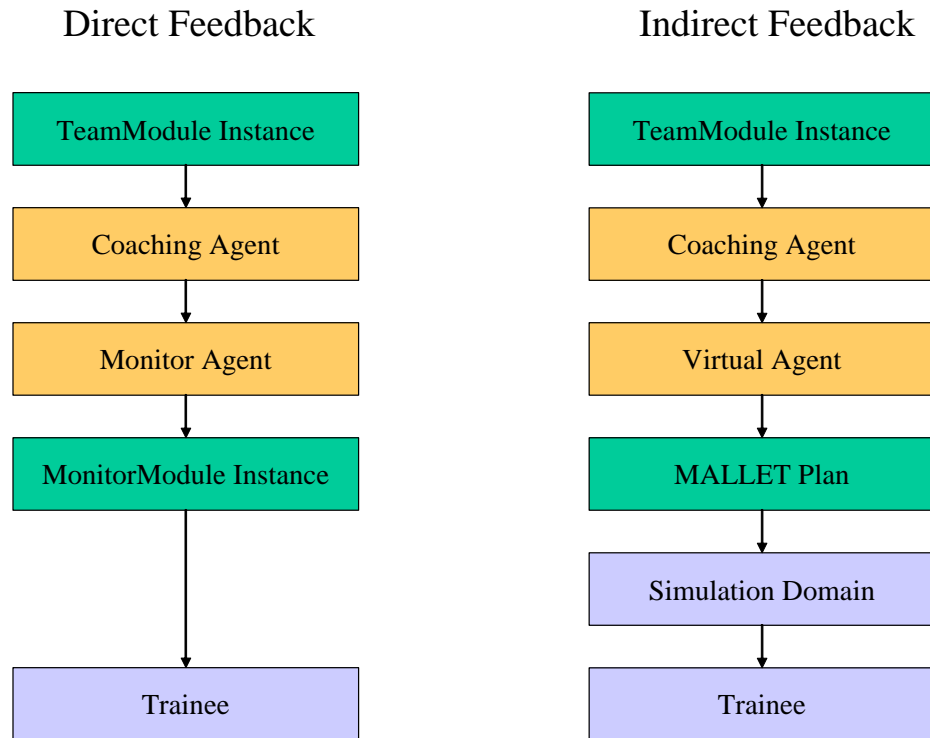 Direct Feedback
TeamModule Instance
Coaching Agent
Monitor Agent
MonitorModule Instance
Trainee
Indirect Feedback
TeamModule Instance
Coaching Agent
Virtual Agent
MALLET Plan
Simulation Domain
Trainee